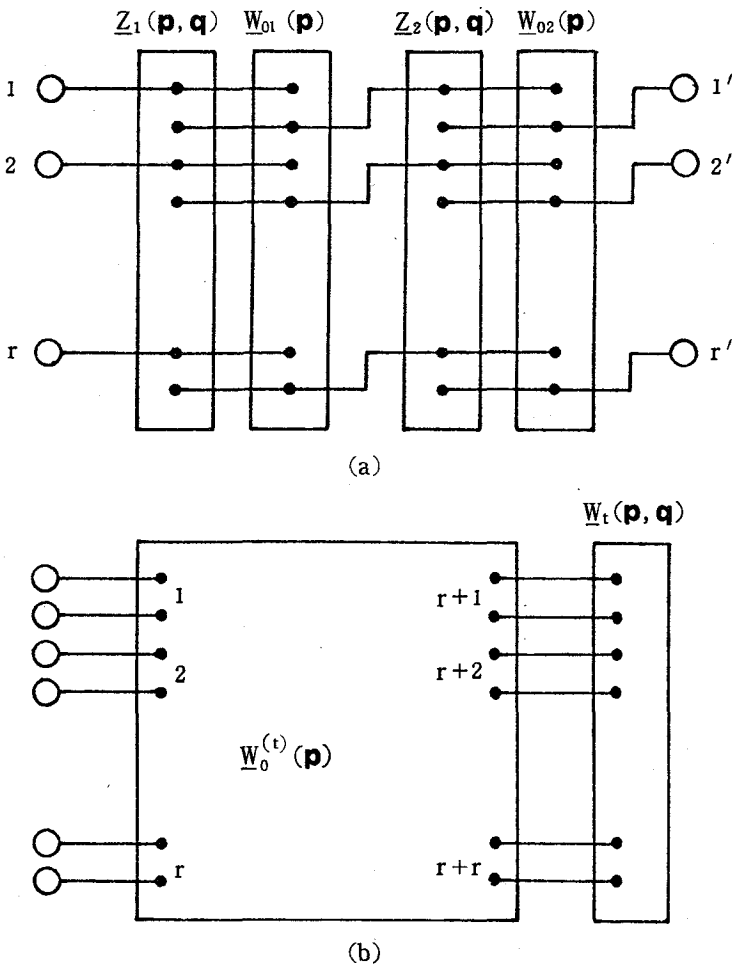 Z₁(p, q) W₀₁(p) Z₂(p, q) W₀₂(p)
1 1′
2 2′
r r′
(a)
Wₜ(p, q)
1 r+1
2 r+2
W₀⁽ᵗ⁾(p)
r r+r
(b)